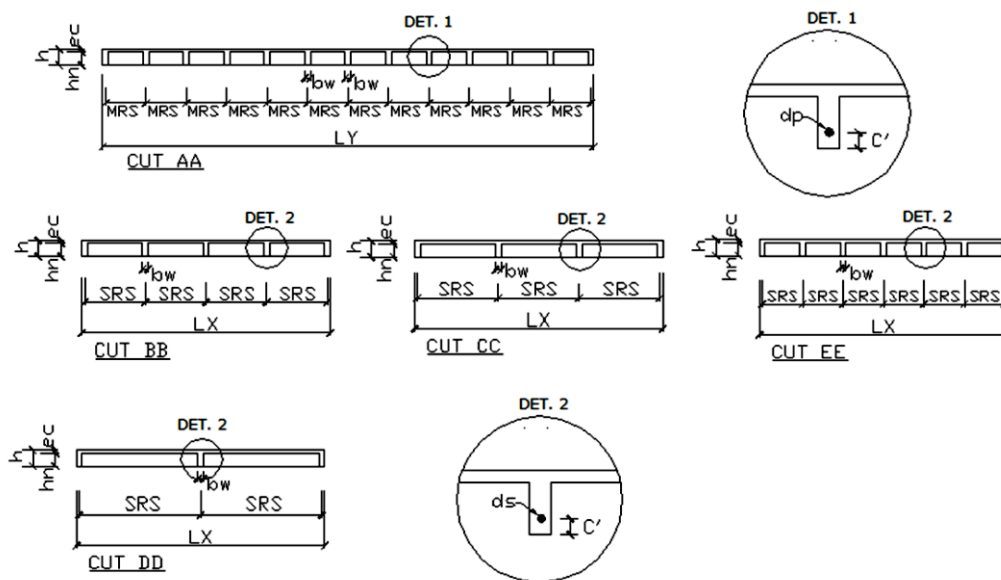 DET. 1
DET. 1
h
ec
hn
bw
bw
dp
C'
MRS MRS MRS MRS MRS MRS MRS MRS MRS MRS MRS MRS
LY
CUT AA
DET. 2
DET. 2
DET. 2
h
ec
hn
h
ec
hn
h
ec
hn
bw
bw
bw
SRS SRS SRS SRS
SRS SRS SRS
SRS SRS SRS SRS SRS SRS
LX
LX
LX
CUT BB
CUT CC
CUT EE
DET. 2
DET. 2
h
ec
hn
bw
ds
C'
SRS SRS
LX
CUT DD